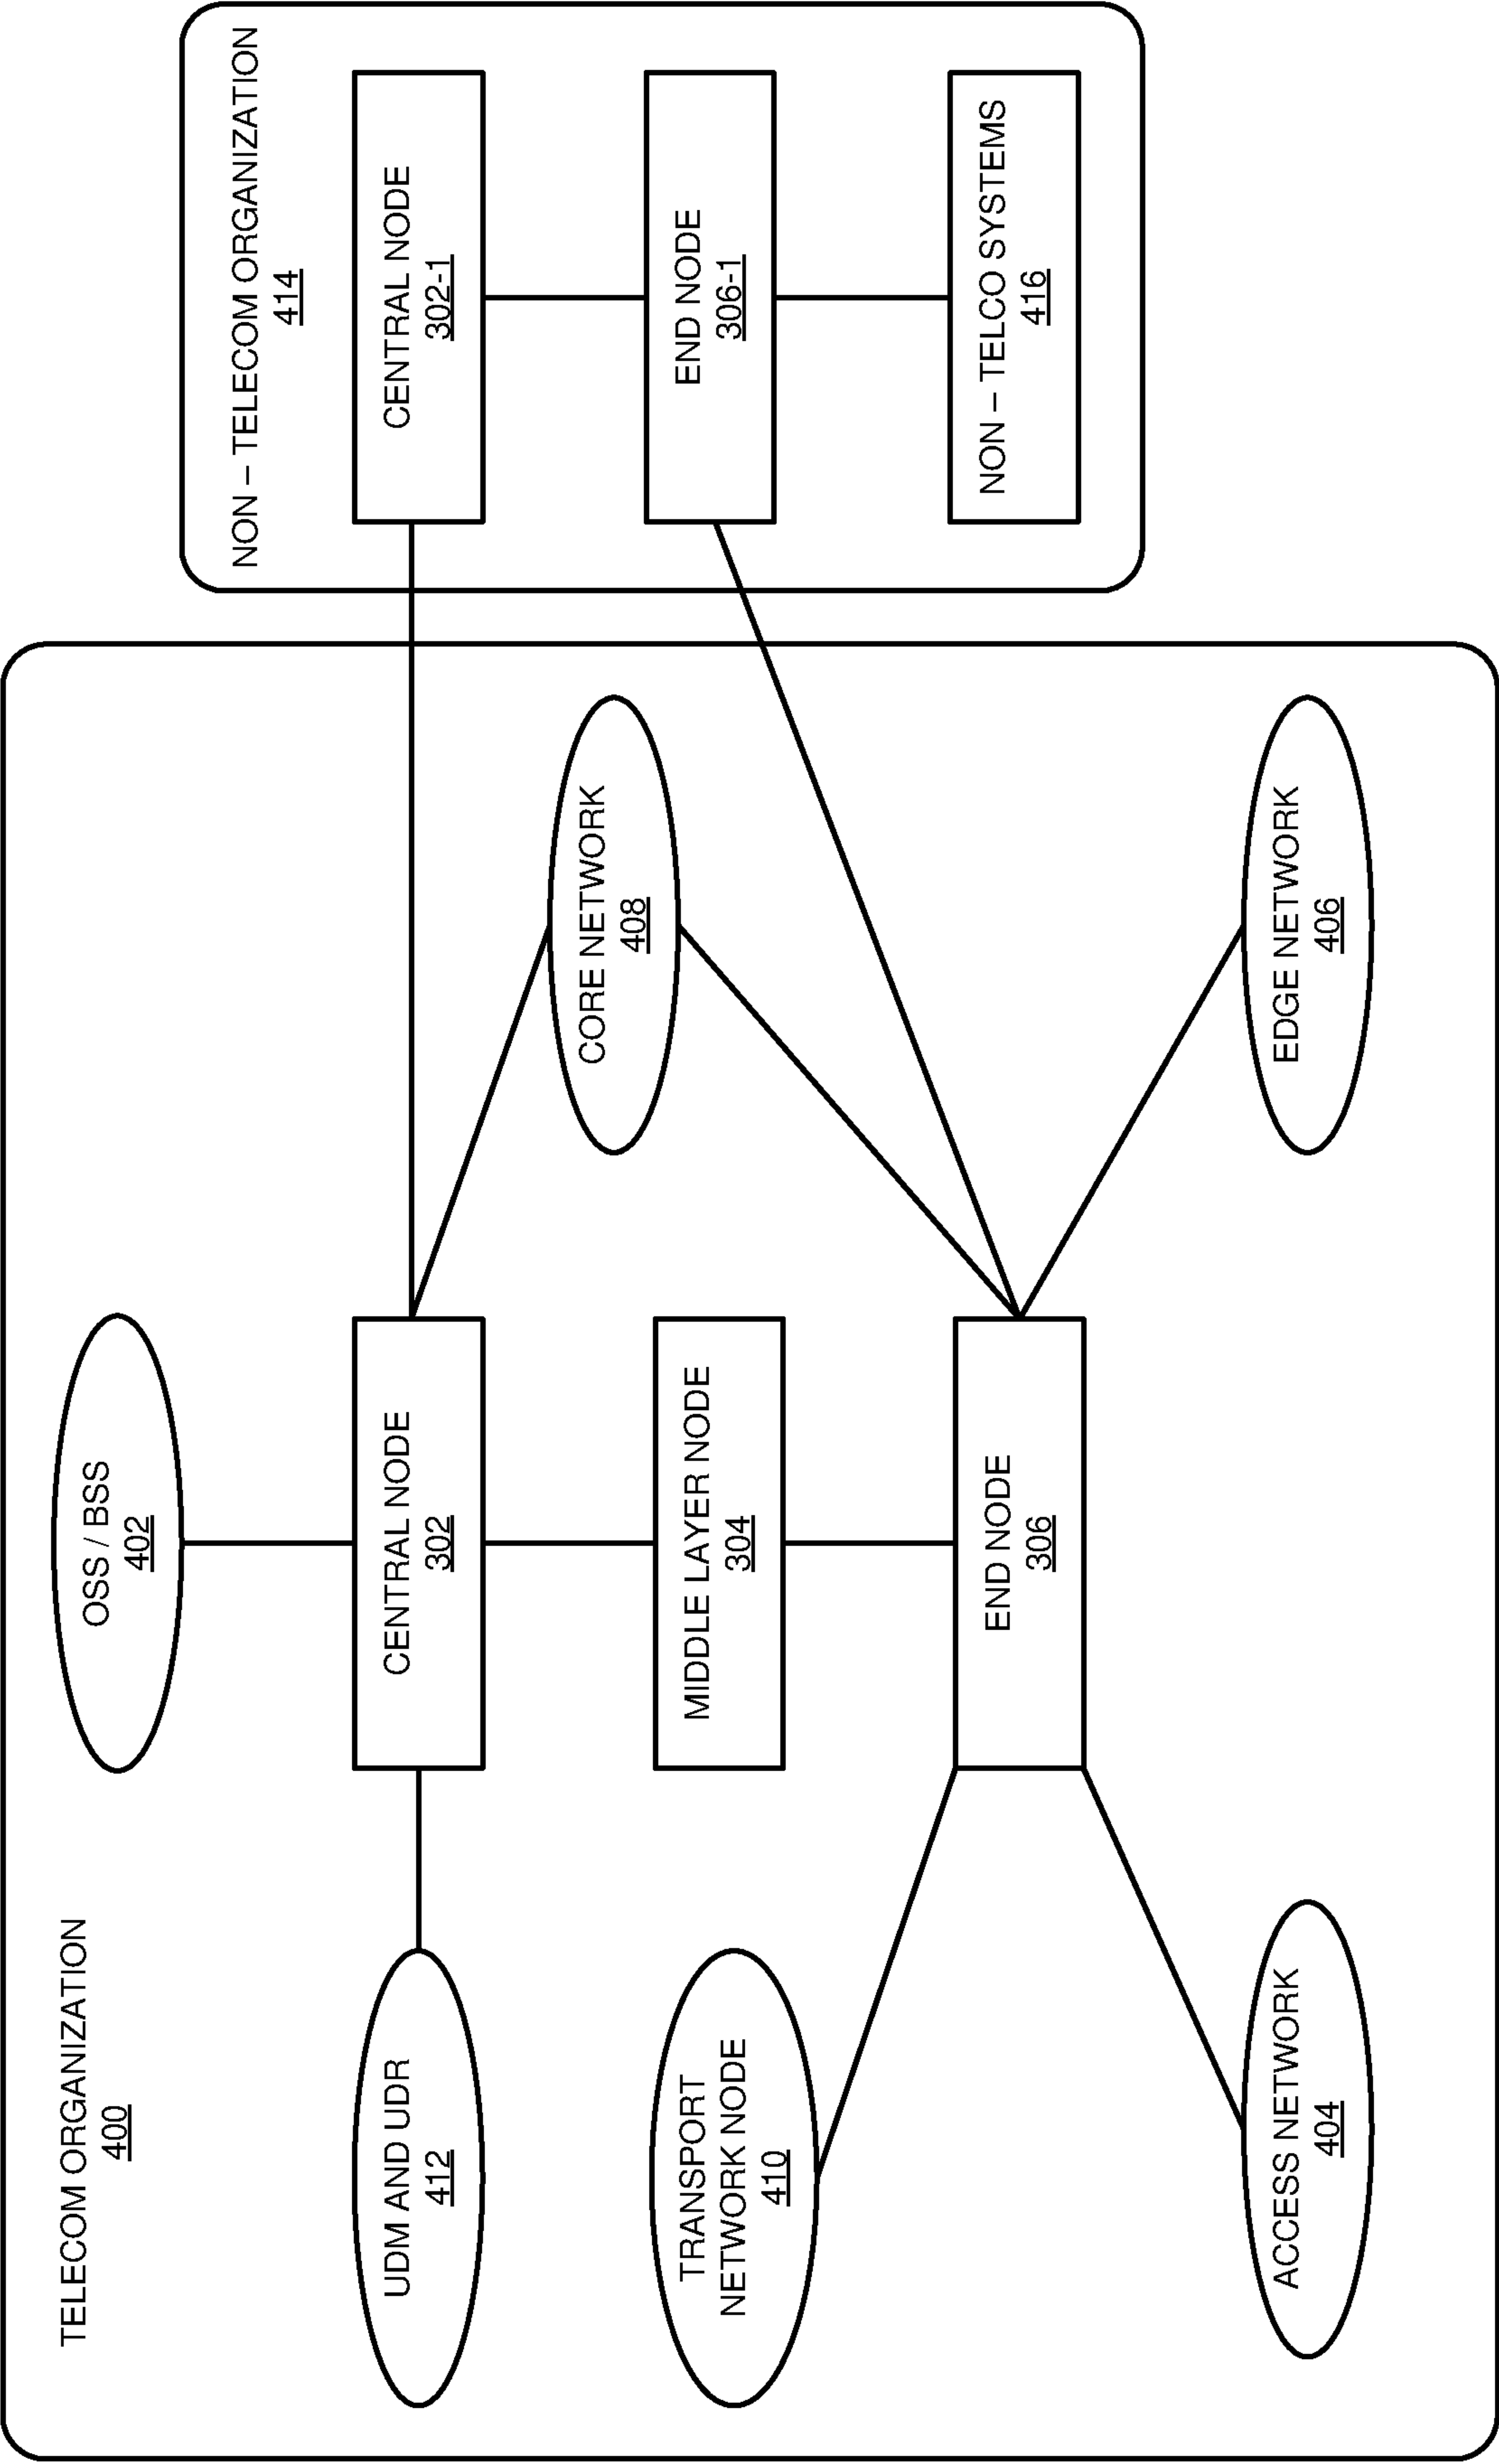 TELECOM ORGANIZATION
400
OSS / BSS
402
UDM AND UDR
412
CENTRAL NODE
302
TRANSPORT
NETWORK NODE
410
MIDDLE LAYER NODE
304
CORE NETWORK
408
END NODE
306
ACCESS NETWORK
404
EDGE NETWORK
406
NON – TELECOM ORGANIZATION
414
CENTRAL NODE
302-1
END NODE
306-1
NON – TELCO SYSTEMS
416